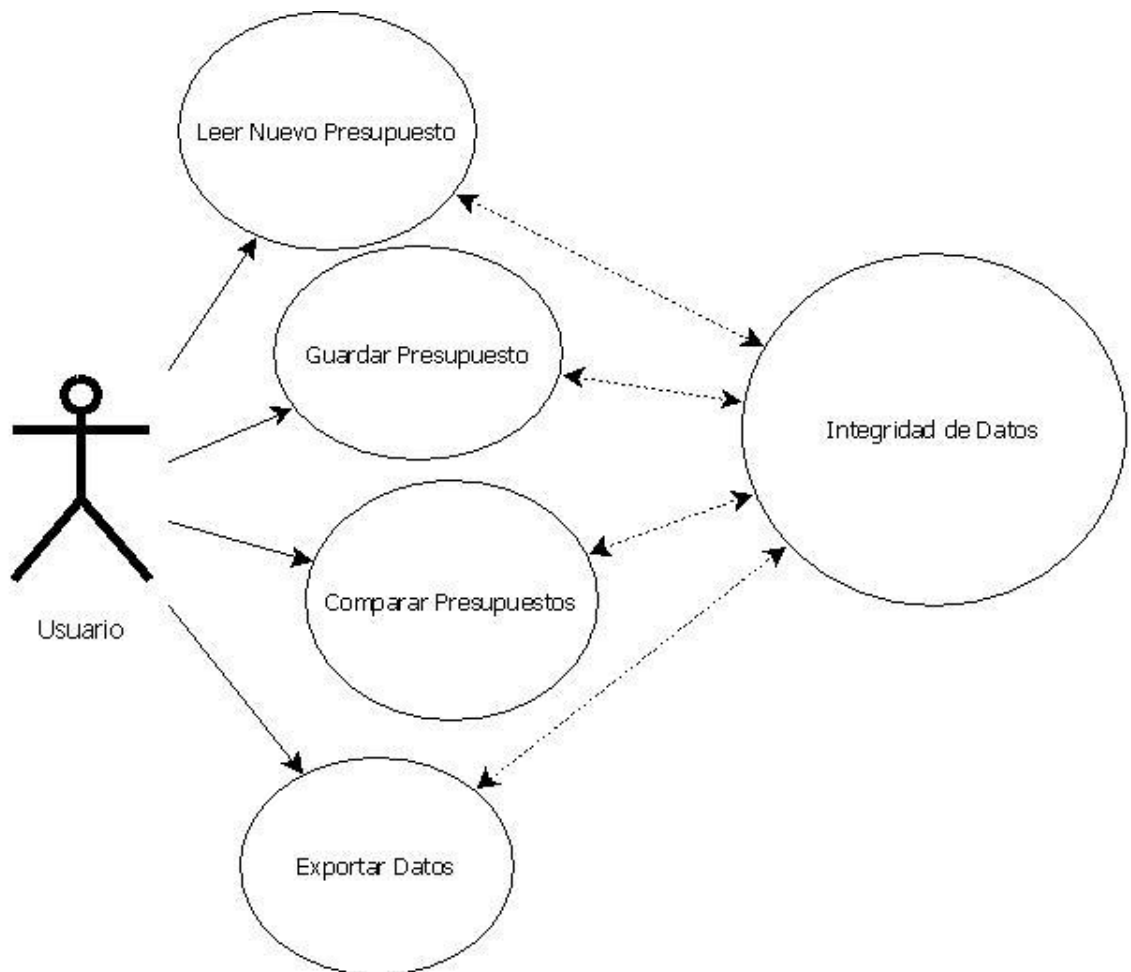 Leer Nuevo Presupuesto
Guardar Presupuesto
Integridad de Datos
Comparar Presupuestos
Usuario
Exportar Datos